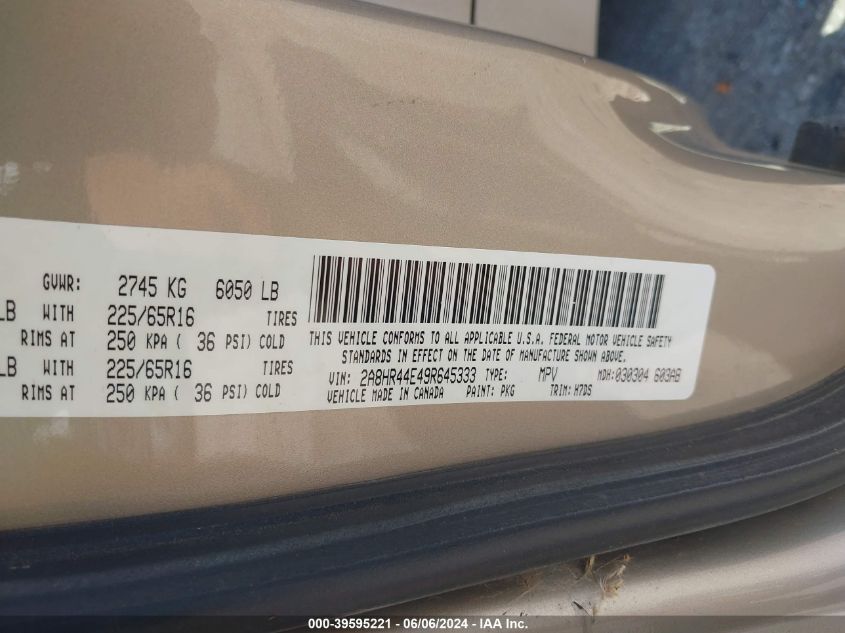 GVWR: 2745 KG 6050 LB
LB WITH 225/65R16 TIRES
RIMS AT 250 KPA ( 36 PSI) COLD
LB WITH 225/65R16 TIRES
RIMS AT 250 KPA ( 36 PSI) COLD
THIS VEHICLE CONFORMS TO ALL APPLICABLE U.S.A. FEDERAL MOTOR VEHICLE SAFETY
STANDARDS IN EFFECT ON THE DATE OF MANUFACTURE SHOWN ABOVE.
VIN: 2A8HR44E49R645333 TYPE: MPV MDH: 030304 603AB
VEHICLE MADE IN CANADA PAINT: PKG TRIM: H7DS
000-39595221 - 06/06/2024 - IAA Inc.